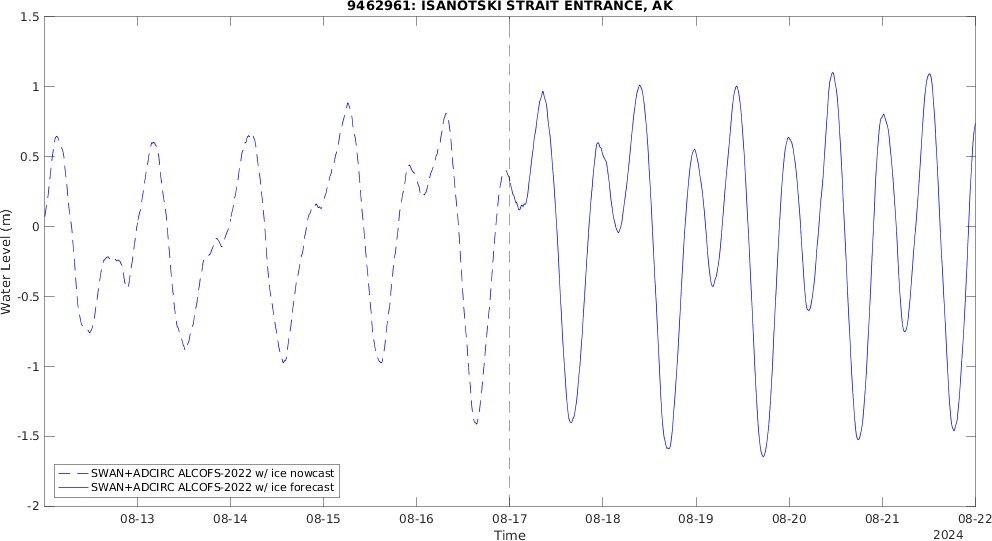 9462961: ISANOTSKI STRAIT ENTRANCE, AK
1.5
1
0.5
0
-0.5
-1
-1.5
-2
Water Level (m)
SWAN+ADCIRC ALCOFS-2022 w/ ice nowcast
SWAN+ADCIRC ALCOFS-2022 w/ ice forecast
08-13 08-14 08-15 08-16 08-17 08-18 08-19 08-20 08-21 08-22
Time
2024